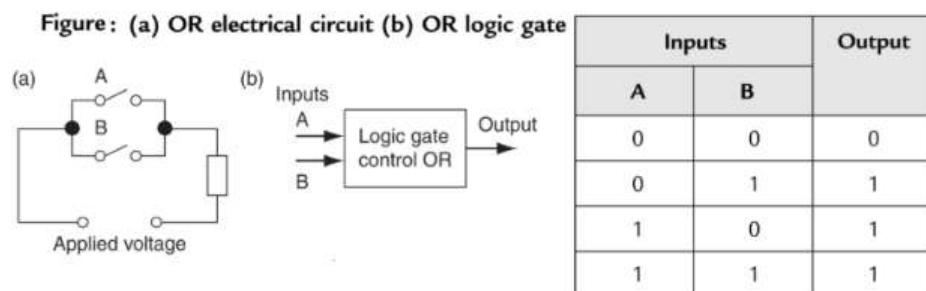 Figure: (a) OR electrical circuit (b) OR logic gate
(a)
A
B
Applied voltage
(b)
Inputs
A
B
Logic gate
control OR
Output
Inputs Output
A B
0 0 0
0 1 1
1 0 1
1 1 1